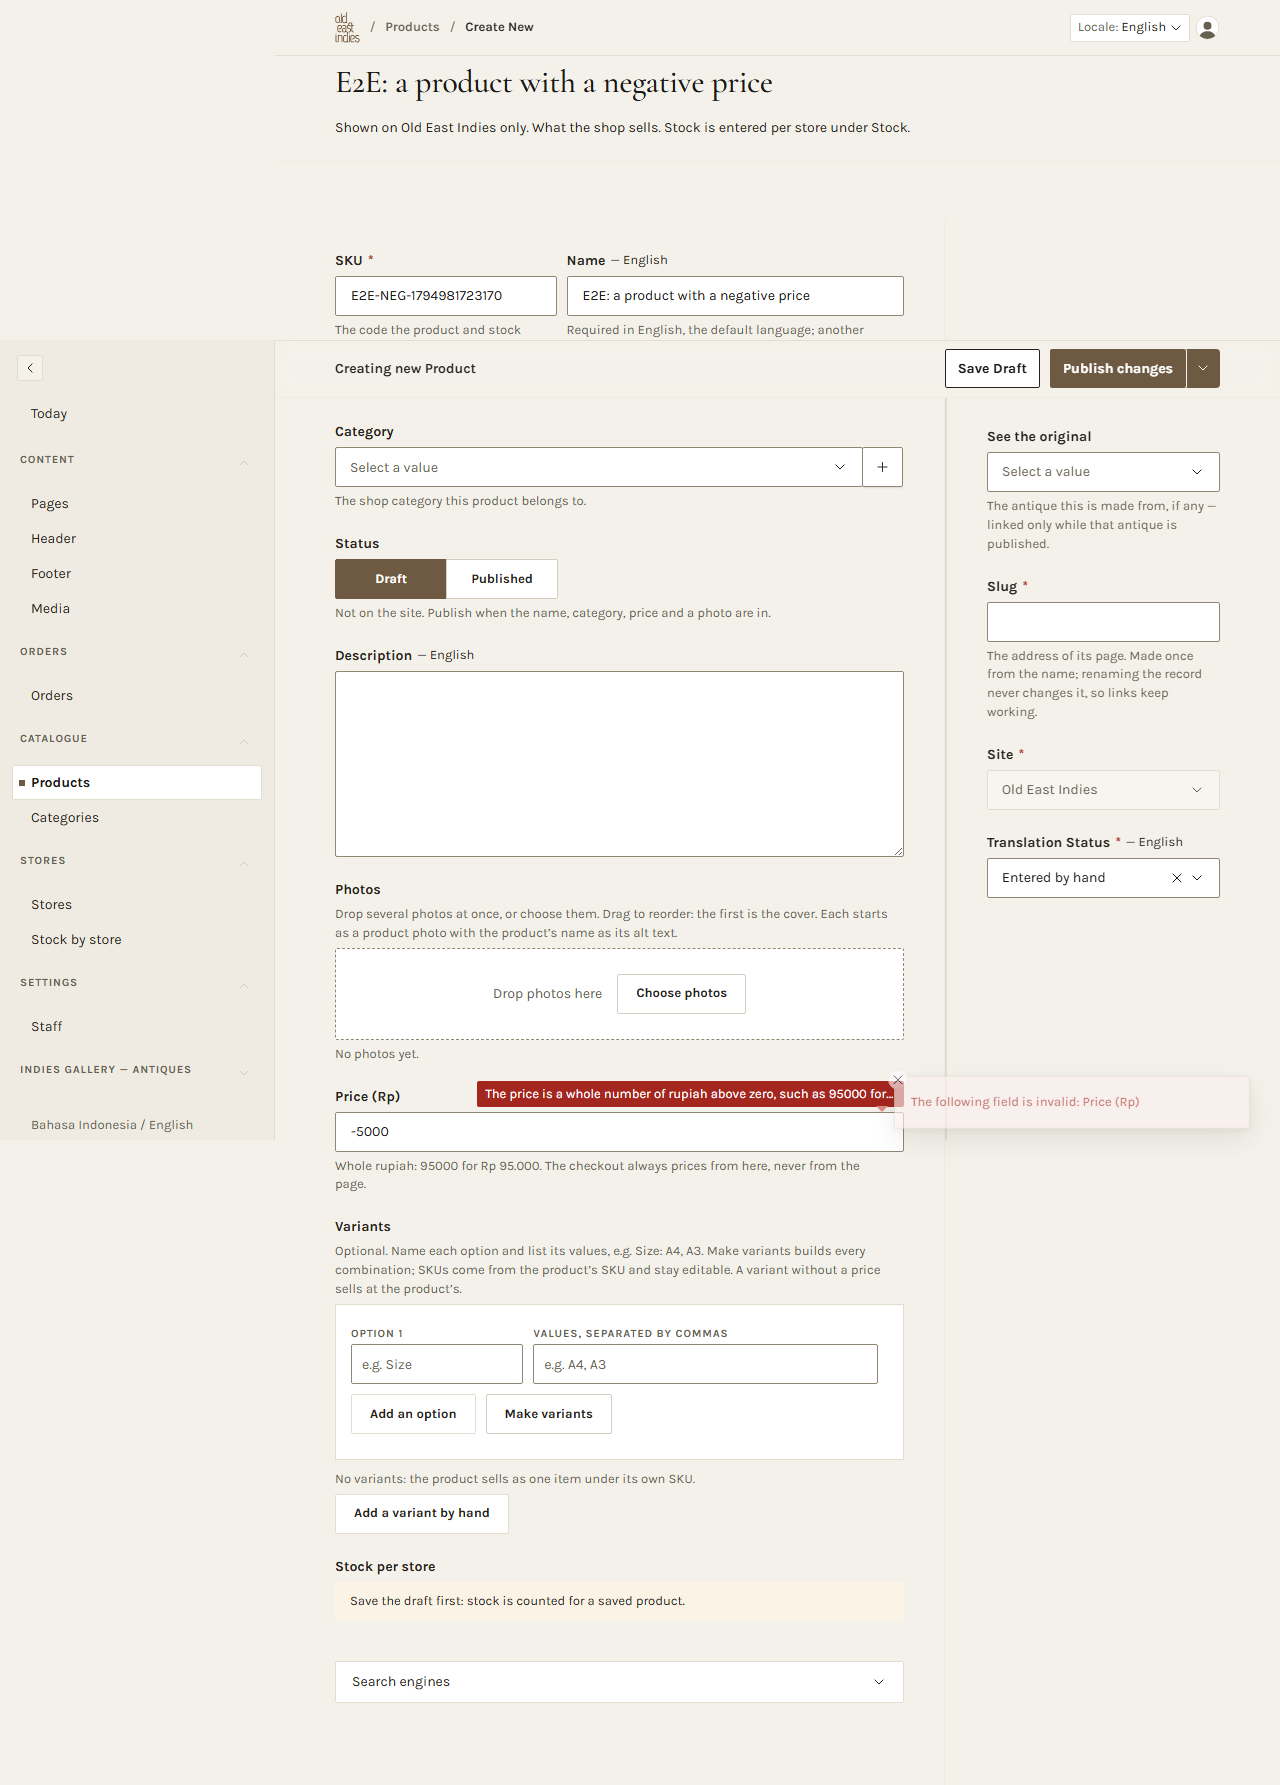 old
east
indies
/ Products / Create New
Locale: English
E2E: a product with a negative price
Shown on Old East Indies only. What the shop sells. Stock is entered per store under Stock.
SKU *
E2E-NEG-1794981723170
The code the product and stock
Name — English
E2E: a product with a negative price
Required in English, the default language; another
Creating new Product
Save Draft
Publish changes
Today
CONTENT
Pages
Header
Footer
Media
ORDERS
Orders
CATALOGUE
Products
Categories
STORES
Stores
Stock by store
SETTINGS
Staff
INDIES GALLERY — ANTIQUES
Bahasa Indonesia / English
Category
Select a value
The shop category this product belongs to.
Status
Draft
Published
Not on the site. Publish when the name, category, price and a photo are in.
Description — English
Photos
Drop several photos at once, or choose them. Drag to reorder: the first is the cover. Each starts
as a product photo with the product's name as its alt text.
Drop photos here
Choose photos
No photos yet.
Price (Rp)
The price is a whole number of rupiah above zero, such as 95000 for...
-5000
Whole rupiah: 95000 for Rp 95.000. The checkout always prices from here, never from the
page.
Variants
Optional. Name each option and list its values, e.g. Size: A4, A3. Make variants builds every
combination; SKUs come from the product's SKU and stay editable. A variant without a price
sells at the product's.
OPTION 1
e.g. Size
VALUES, SEPARATED BY COMMAS
e.g. A4, A3
Add an option
Make variants
No variants: the product sells as one item under its own SKU.
Add a variant by hand
Stock per store
Save the draft first: stock is counted for a saved product.
Search engines
See the original
Select a value
The antique this is made from, if any —
linked only while that antique is
published.
Slug *
The address of its page. Made once
from the name; renaming the record
never changes it, so links keep
working.
Site *
Old East Indies
Translation Status * — English
Entered by hand
The following field is invalid: Price (Rp)